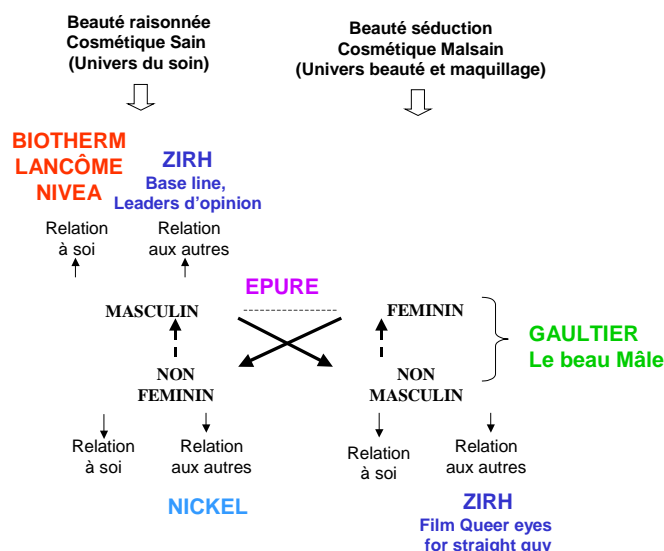 Beauté raisonnée
Cosmétique Sain
(Univers du soin)
Beauté séduction
Cosmétique Malsain
(Univers beauté et maquillage)
BIOTHERM
LANCÔME
NIVEA
ZIRH
Base line,
Leaders d'opinion
Relation
à soi
Relation
aux autres
EPURE
MASCULIN
FEMININ
GAULTIER
Le beau Mâle
NON
FEMININ
NON
MASCULIN
Relation
à soi
Relation
aux autres
Relation
à soi
Relation
aux autres
NICKEL
ZIRH
Film Queer eyes
for straight guy